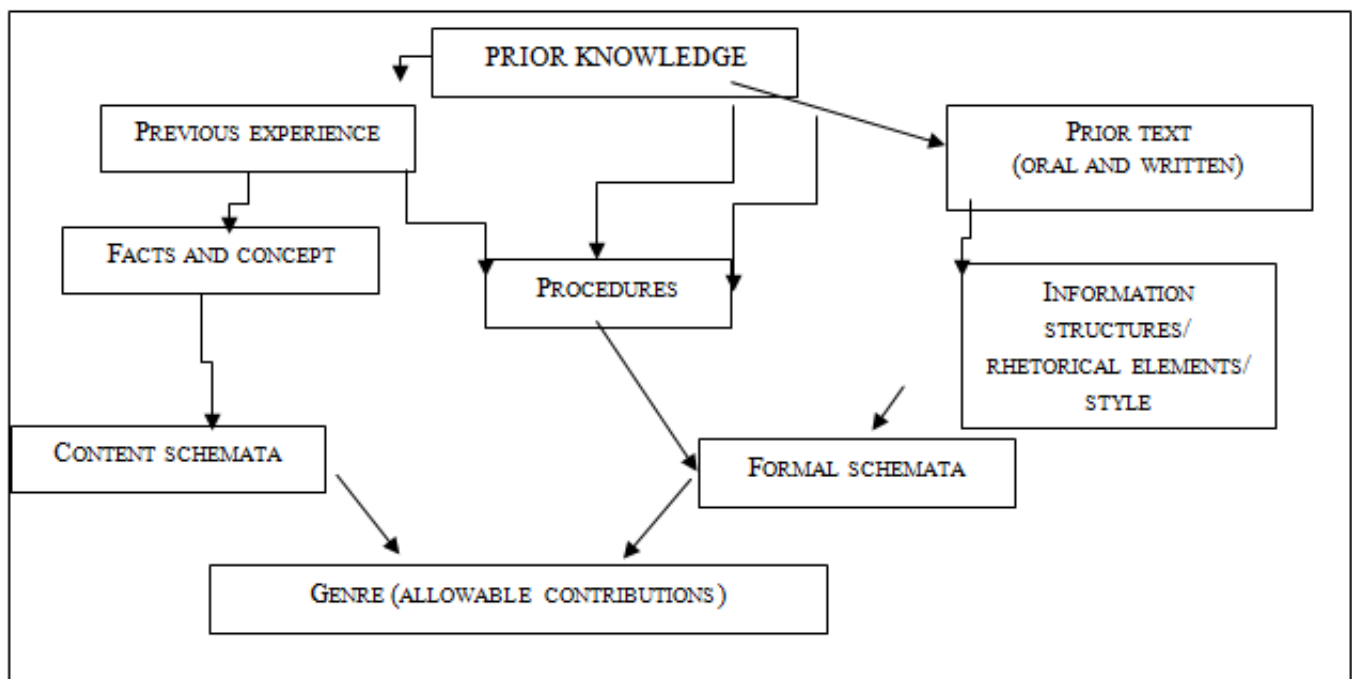 PRIOR KNOWLEDGE
PREVIOUS EXPERIENCE
PRIOR TEXT
(ORAL AND WRITTEN)
FACTS AND CONCEPT
PROCEDURES
INFORMATION
STRUCTURES/
RHETORICAL ELEMENTS/
STYLE
CONTENT SCHEMATA
FORMAL SCHEMATA
GENRE (ALLOWABLE CONTRIBUTIONS)